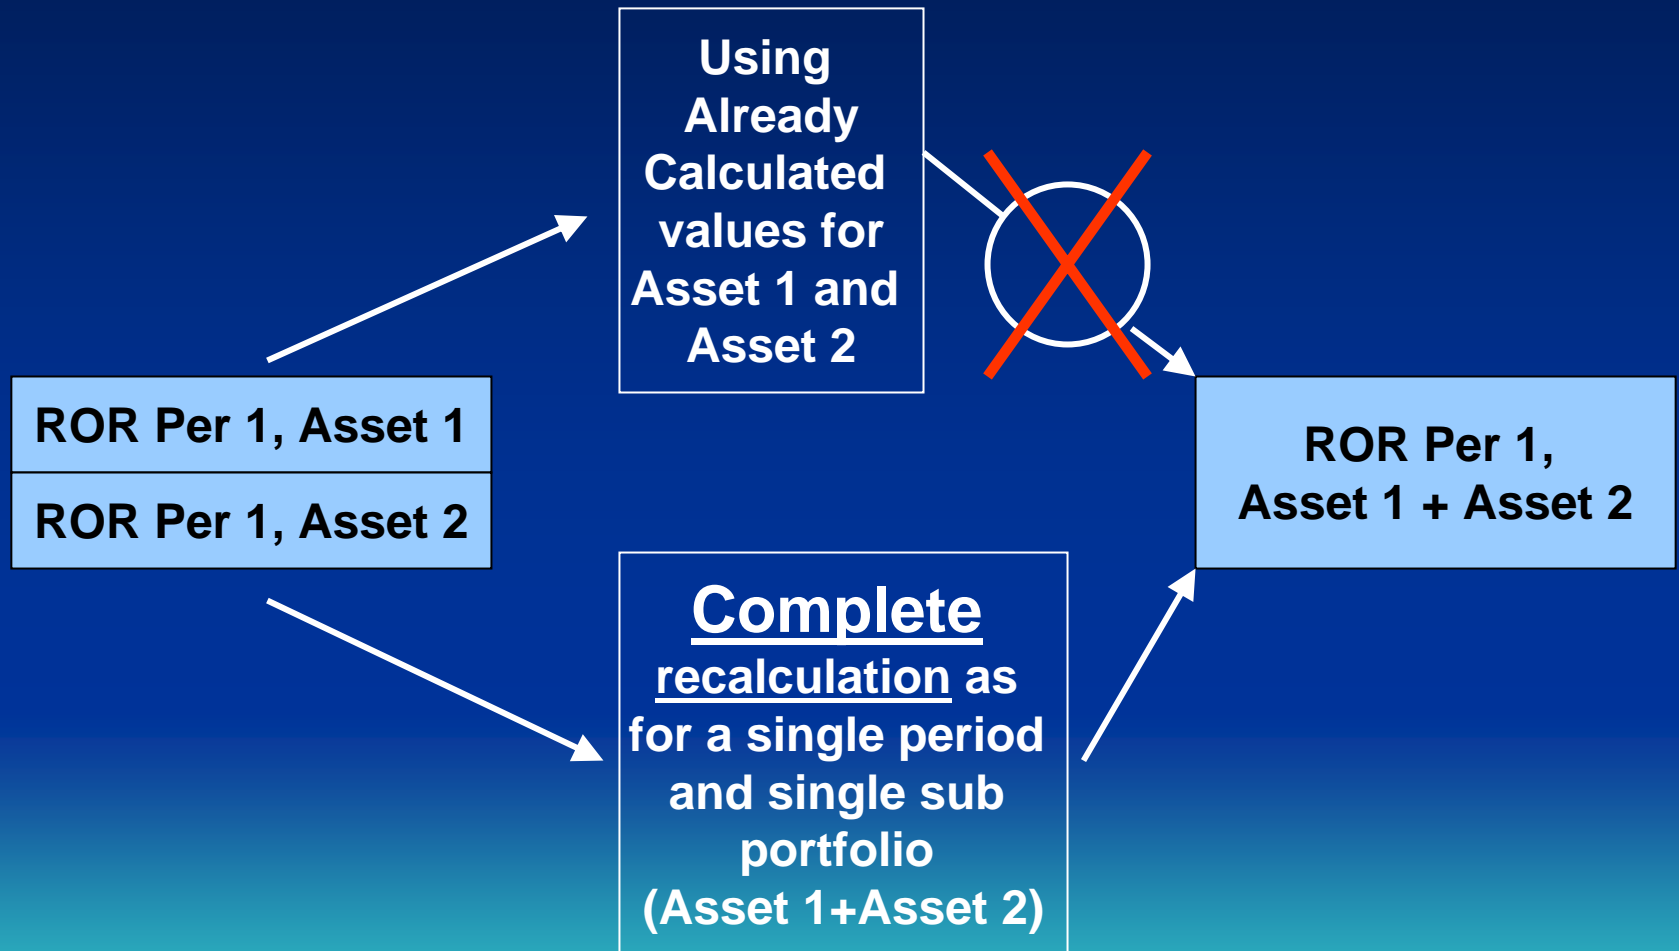 Using
Already
Calculated
values for
Asset 1 and
Asset 2
ROR Per 1, Asset 1
ROR Per 1, Asset 2
ROR Per 1,
Asset 1 + Asset 2
Complete
recalculation as
for a single period
and single sub
portfolio
(Asset 1+Asset 2)